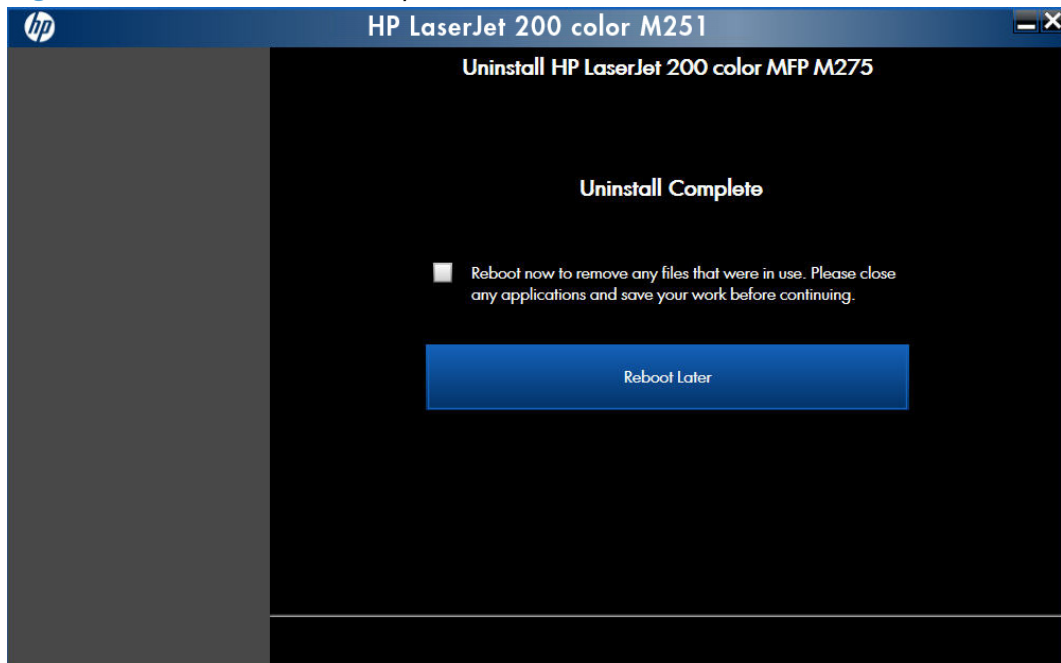 hp
HP LaserJet 200 color M251
Uninstall HP LaserJet 200 color MFP M275
Uninstall Complete
Reboot now to remove any files that were in use. Please close
any applications and save your work before continuing.
Reboot Later